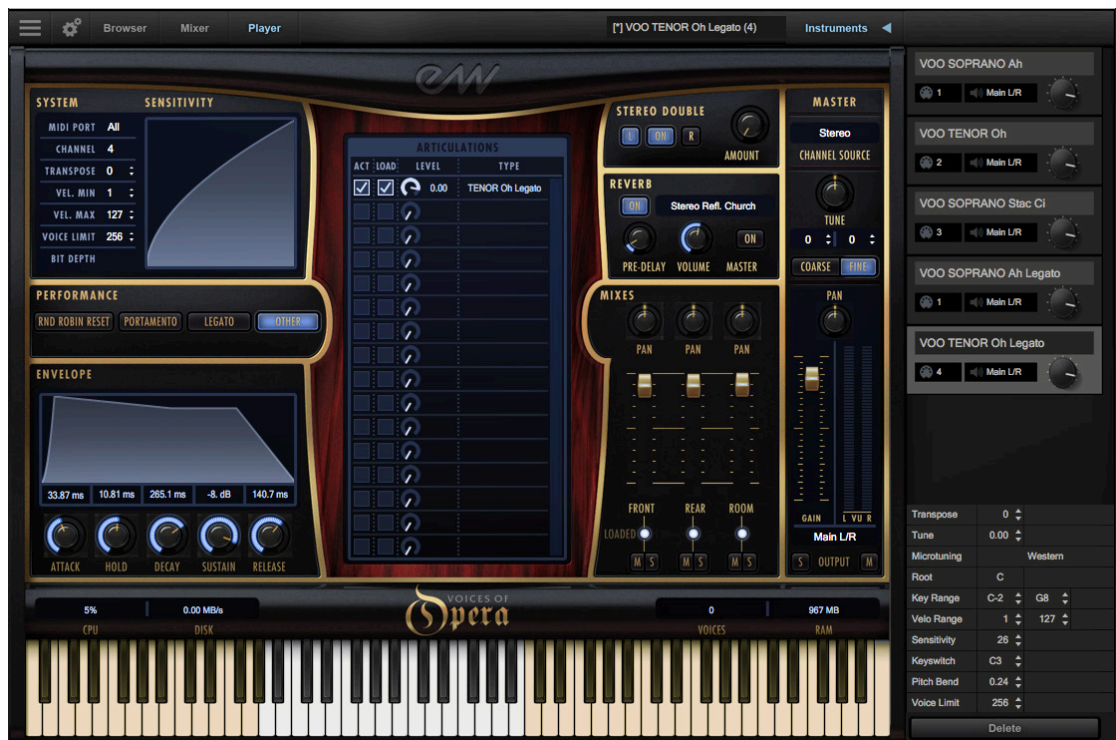 Browser Mixer Player [*] VOO TENOR Oh Legato (4) Instruments
EW
SYSTEM SENSITIVITY
MIDI PORT All
CHANNEL 4
TRANSPOSE 0
VEL. MIN 1
VEL. MAX 127
VOICE LIMIT 256
BIT DEPTH
PERFORMANCE
RND ROBIN RESET PORTAMENTO LEGATO OTHER
ENVELOPE
33.87 ms 10.81 ms 265.1 ms -8. dB 140.7 ms
ATTACK HOLD DECAY SUSTAIN RELEASE
ARTICULATIONS
ACT LOAD LEVEL TYPE
0.00 TENOR Oh Legato
STEREO DOUBLE
L ON R
AMOUNT
REVERB
ON Stereo Refl. Church
ON
PRE-DELAY VOLUME MASTER
MIXES
PAN PAN PAN
FRONT REAR ROOM
LOADED
M S M S M S
MASTER
Stereo
CHANNEL SOURCE
TUNE
0 0
COARSE FINE
PAN
GAIN L VU R
Main L/R
S OUTPUT M
5% 0.00 MB/s
CPU DISK
VOICES OF
Opera
0 967 MB
VOICES RAM
VOO SOPRANO Ah
1 Main L/R
VOO TENOR Oh
2 Main L/R
VOO SOPRANO Stac Ci
3 Main L/R
VOO SOPRANO Ah Legato
1 Main L/R
VOO TENOR Oh Legato
4 Main L/R
Transpose 0
Tune 0.00
Microtuning Western
Root C
Key Range C-2 G8
Velo Range 1 127
Sensitivity 26
Keyswitch C3
Pitch Bend 0.24
Voice Limit 256
Delete